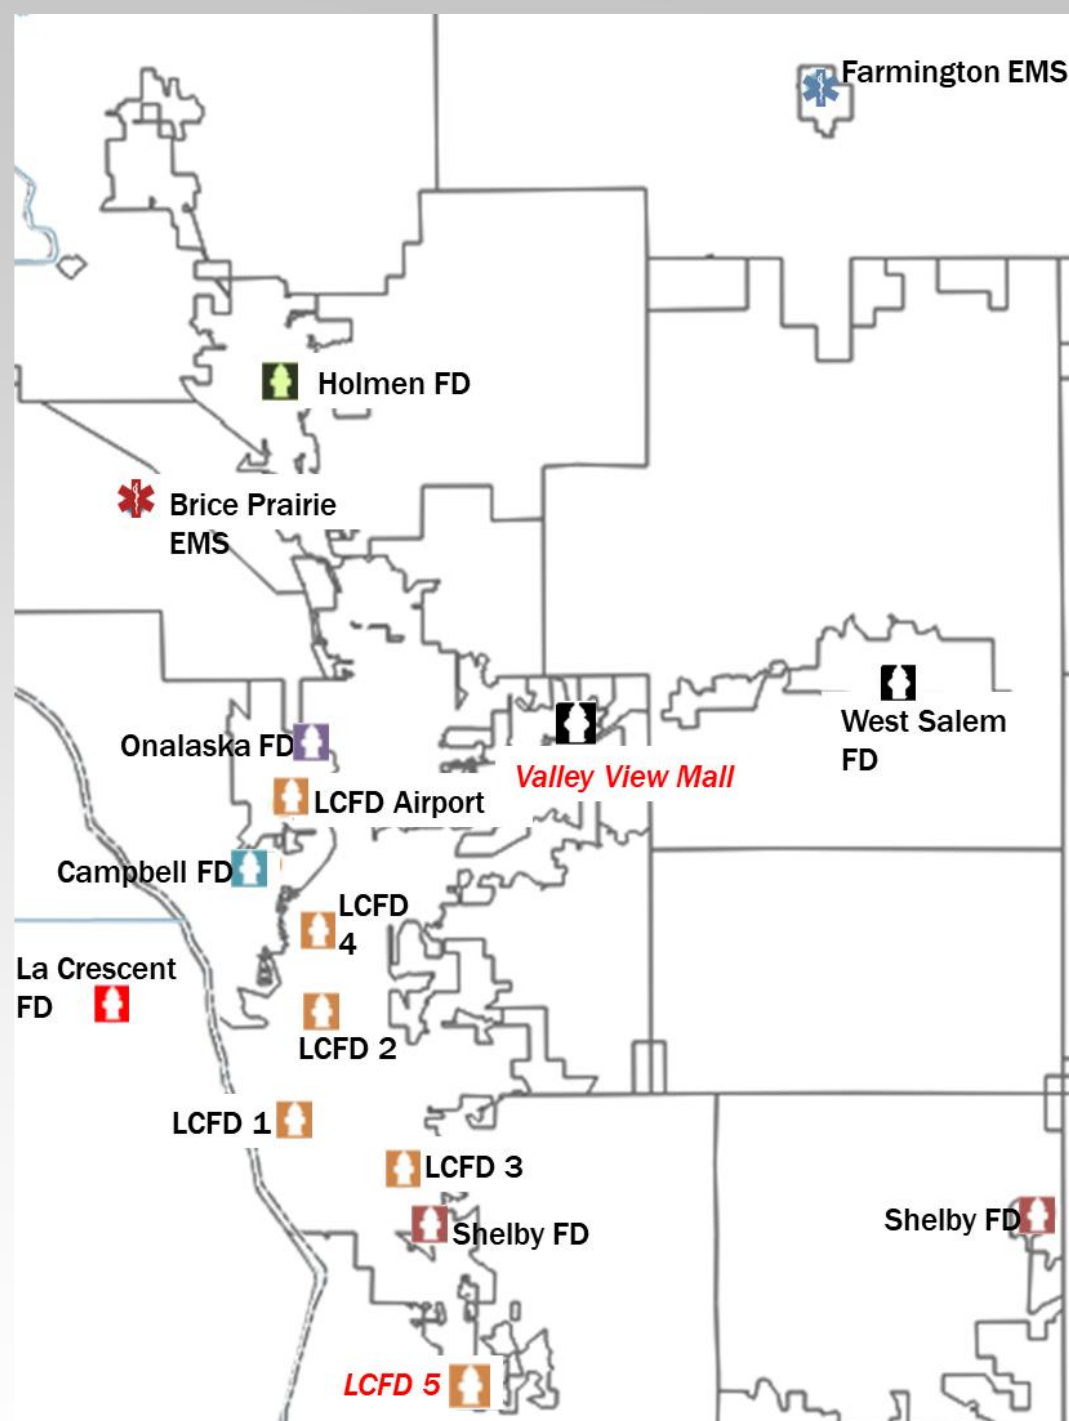 Farmington EMS
Holmen FD
Brice Prairie
EMS
West Salem
FD
Onalaska FD
Valley View Mall
LCFD Airport
Campbell FD
LCFD
4
La Crescent
FD
LCFD 2
LCFD 1
LCFD 3
Shelby FD
Shelby FD
LCFD 5